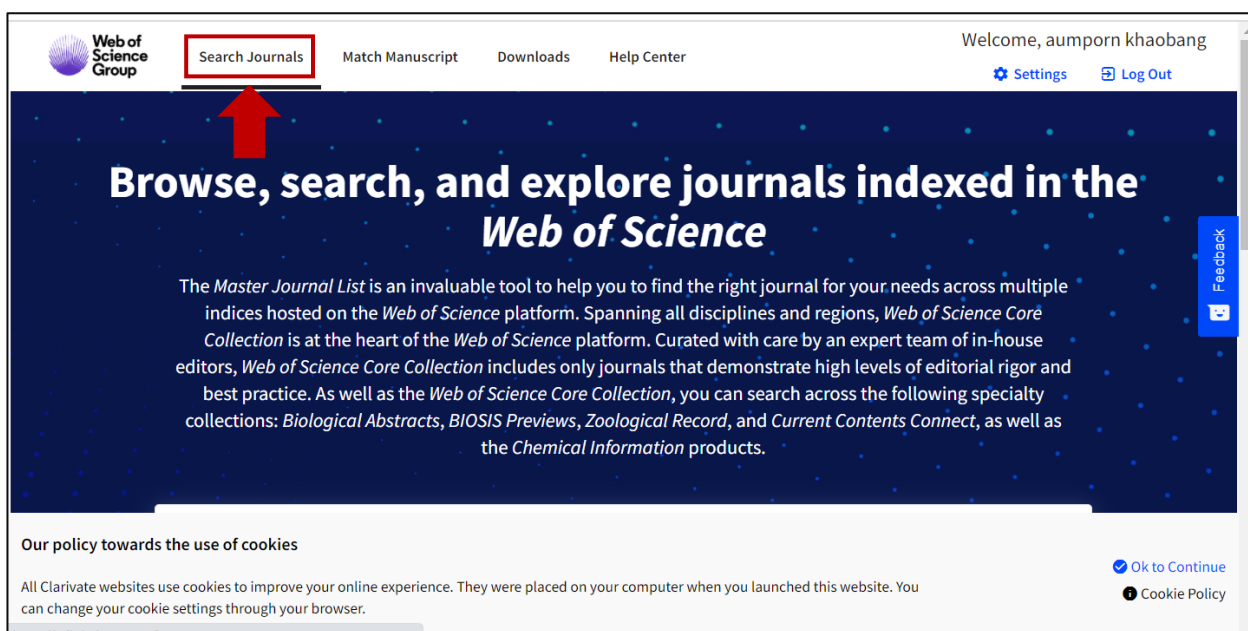 Web of
Science
Group
Search Journals
Match Manuscript
Downloads
Help Center
Welcome, aumporn khaobang
Settings
Log Out
Browse, search, and explore journals indexed in the
Web of Science
The Master Journal List is an invaluable tool to help you to find the right journal for your needs across multiple
indices hosted on the Web of Science platform. Spanning all disciplines and regions, Web of Science Core
Collection is at the heart of the Web of Science platform. Curated with care by an expert team of in-house
editors, Web of Science Core Collection includes only journals that demonstrate high levels of editorial rigor and
best practice. As well as the Web of Science Core Collection, you can search across the following specialty
collections: Biological Abstracts, BIOSIS Previews, Zoological Record, and Current Contents Connect, as well as
the Chemical Information products.
Feedback
Our policy towards the use of cookies
All Clarivate websites use cookies to improve your online experience. They were placed on your computer when you launched this website. You
can change your cookie settings through your browser.
Ok to Continue
Cookie Policy